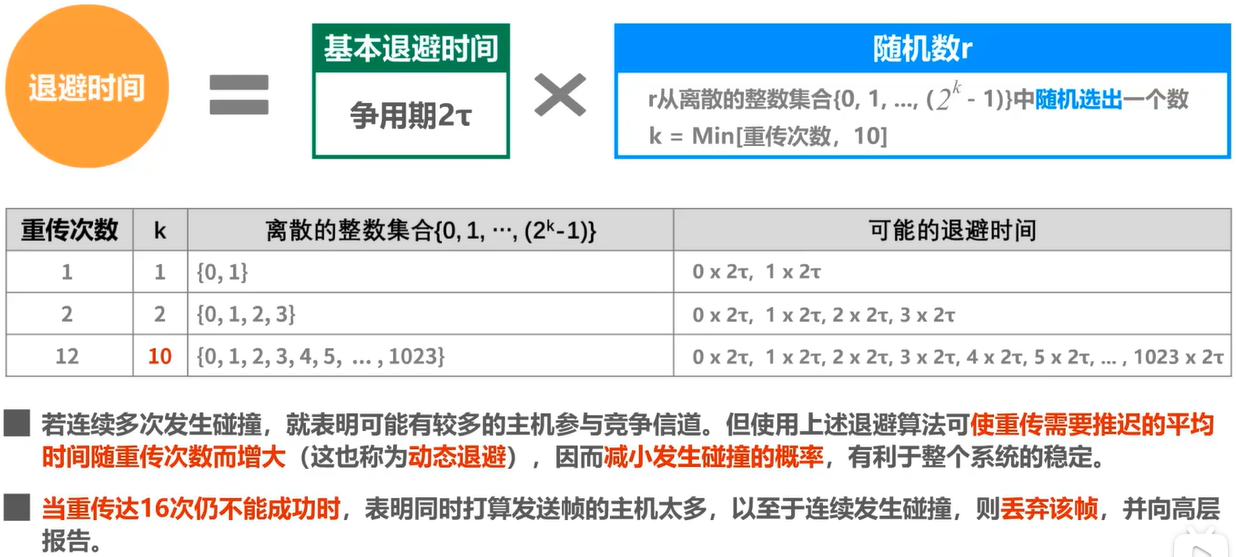 退避时间
=
基本退避时间
争用期2τ
×
随机数r
r从离散的整数集合{0, 1, ..., (2^k - 1)}中随机选出一个数
k = Min[重传次数，10]
重传次数 k 离散的整数集合{0, 1, …, (2^k-1)} 可能的退避时间
1 1 {0, 1} 0 x 2τ, 1 x 2τ
2 2 {0, 1, 2, 3} 0 x 2τ, 1 x 2τ, 2 x 2τ, 3 x 2τ
12 10 {0, 1, 2, 3, 4, 5, ... , 1023} 0 x 2τ, 1 x 2τ, 2 x 2τ, 3 x 2τ, 4 x 2τ, 5 x 2τ, ... , 1023 x 2τ
若连续多次发生碰撞，就表明可能有较多的主机参与竞争信道。但使用上述退避算法可使重传需要推迟的平均
时间随重传次数而增大（这也称为动态退避），因而减小发生碰撞的概率，有利于整个系统的稳定。
当重传达16次仍不能成功时，表明同时打算发送帧的主机太多，以至于连续发生碰撞，则丢弃该帧，并向高层
报告。